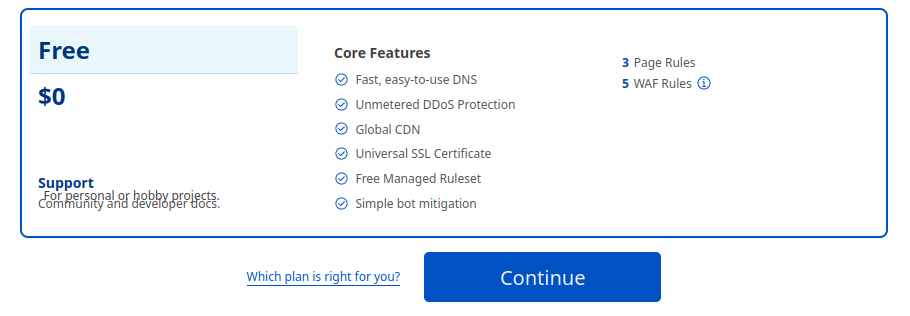 Free
$0
Support
For personal or hobby projects.
Community and developer docs.
Core Features
Fast, easy-to-use DNS
Unmetered DDoS Protection
Global CDN
Universal SSL Certificate
Free Managed Ruleset
Simple bot mitigation
3 Page Rules
5 WAF Rules
Which plan is right for you?
Continue